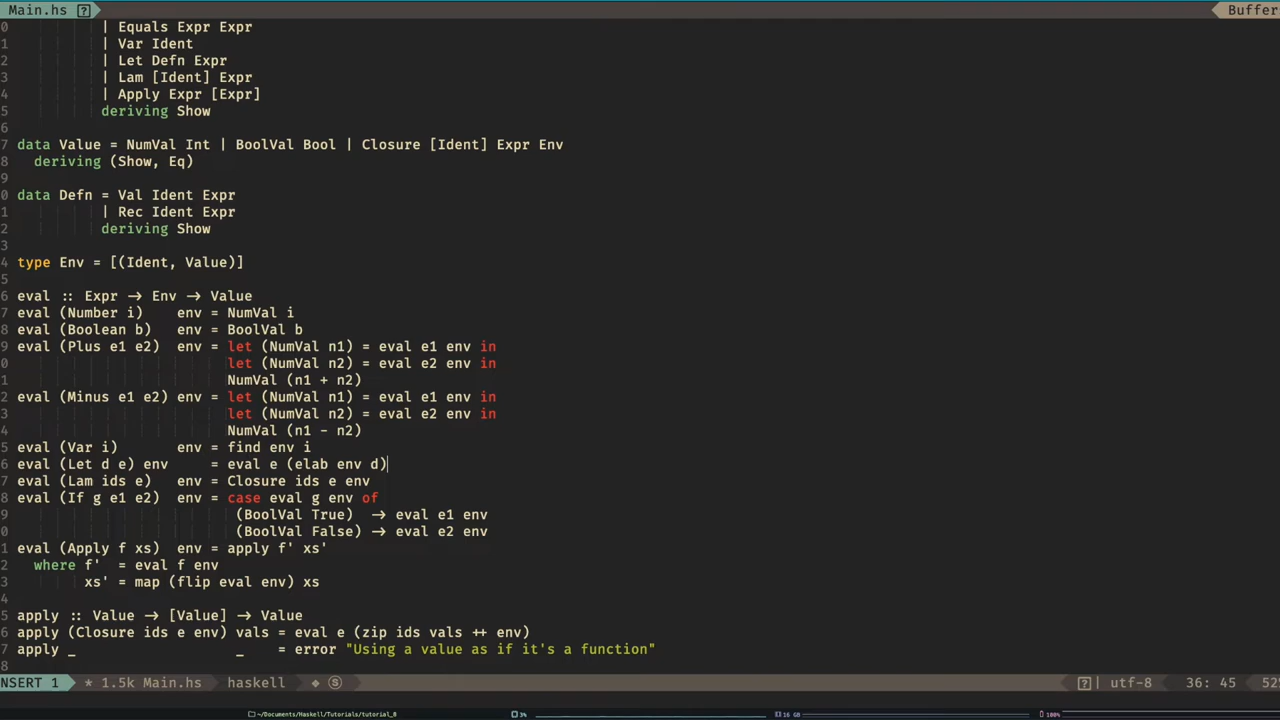 Main.hs ? Buffer
0 | Equals Expr Expr
1 | Var Ident
2 | Let Defn Expr
3 | Lam [Ident] Expr
4 | Apply Expr [Expr]
5 deriving Show
6
7 data Value = NumVal Int | BoolVal Bool | Closure [Ident] Expr Env
8 deriving (Show, Eq)
9
0 data Defn = Val Ident Expr
1 | Rec Ident Expr
2 deriving Show
3
4 type Env = [(Ident, Value)]
5
6 eval :: Expr → Env → Value
7 eval (Number i) env = NumVal i
8 eval (Boolean b) env = BoolVal b
9 eval (Plus e1 e2) env = let (NumVal n1) = eval e1 env in
0 let (NumVal n2) = eval e2 env in
1 NumVal (n1 + n2)
2 eval (Minus e1 e2) env = let (NumVal n1) = eval e1 env in
3 let (NumVal n2) = eval e2 env in
4 NumVal (n1 - n2)
5 eval (Var i) env = find env i
6 eval (Let d e) env = eval e (elab env d)
7 eval (Lam ids e) env = Closure ids e env
8 eval (If g e1 e2) env = case eval g env of
9 (BoolVal True) → eval e1 env
0 (BoolVal False) → eval e2 env
1 eval (Apply f xs) env = apply f' xs'
2 where f' = eval f env
3 xs' = map (flip eval env) xs
4
5 apply :: Value → [Value] → Value
6 apply (Closure ids e env) vals = eval e (zip ids vals ++ env)
7 apply _ _ = error "Using a value as if it's a function"
8
NSERT 1 * 1.5k Main.hs haskell ◆ Ⓢ ? utf-8 36: 45 52
~/Documents/Haskell/Tutorials/tutorial_0 3% 16 GB 100%